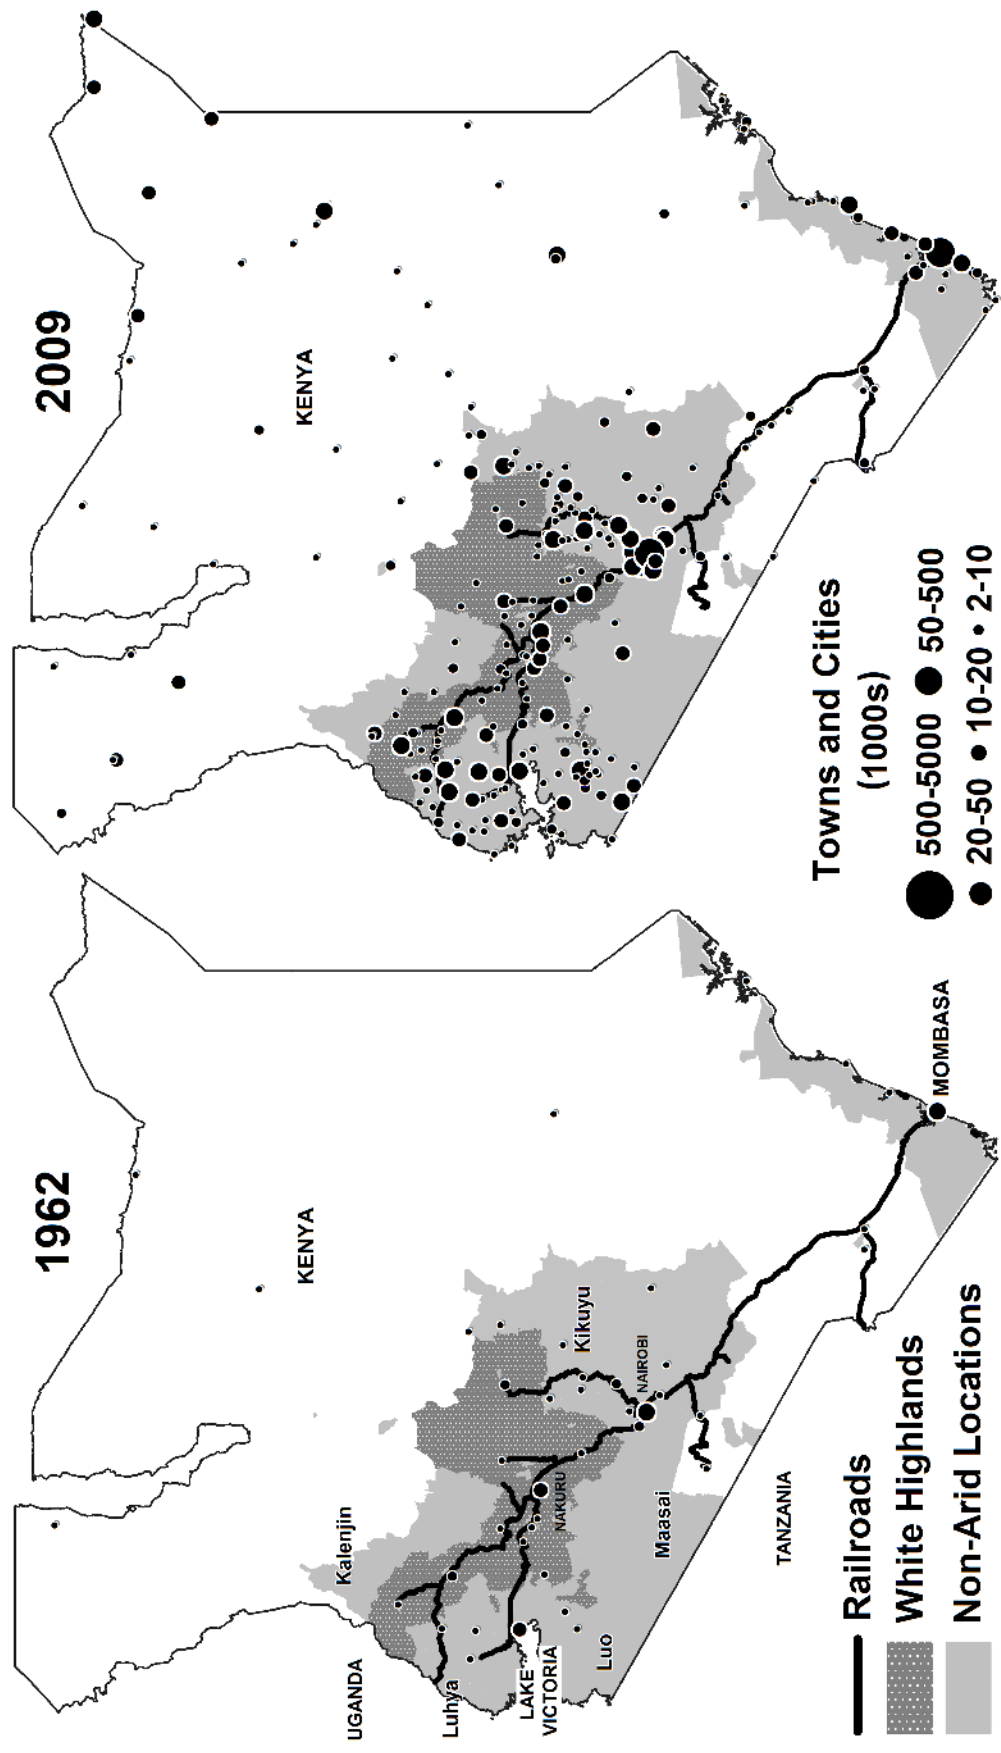 1962
2009
KENYA
KENYA
UGANDA
Kalenjin
Luhya
LAKE
VICTORIA
NAKURU
Kikuyu
NAIROBI
Luo
Maasai
TANZANIA
MOMBASA
Railroads
White Highlands
Non-Arid Locations
Towns and Cities
(1000s)
500-5000 50-500
20-50 10-20 2-10